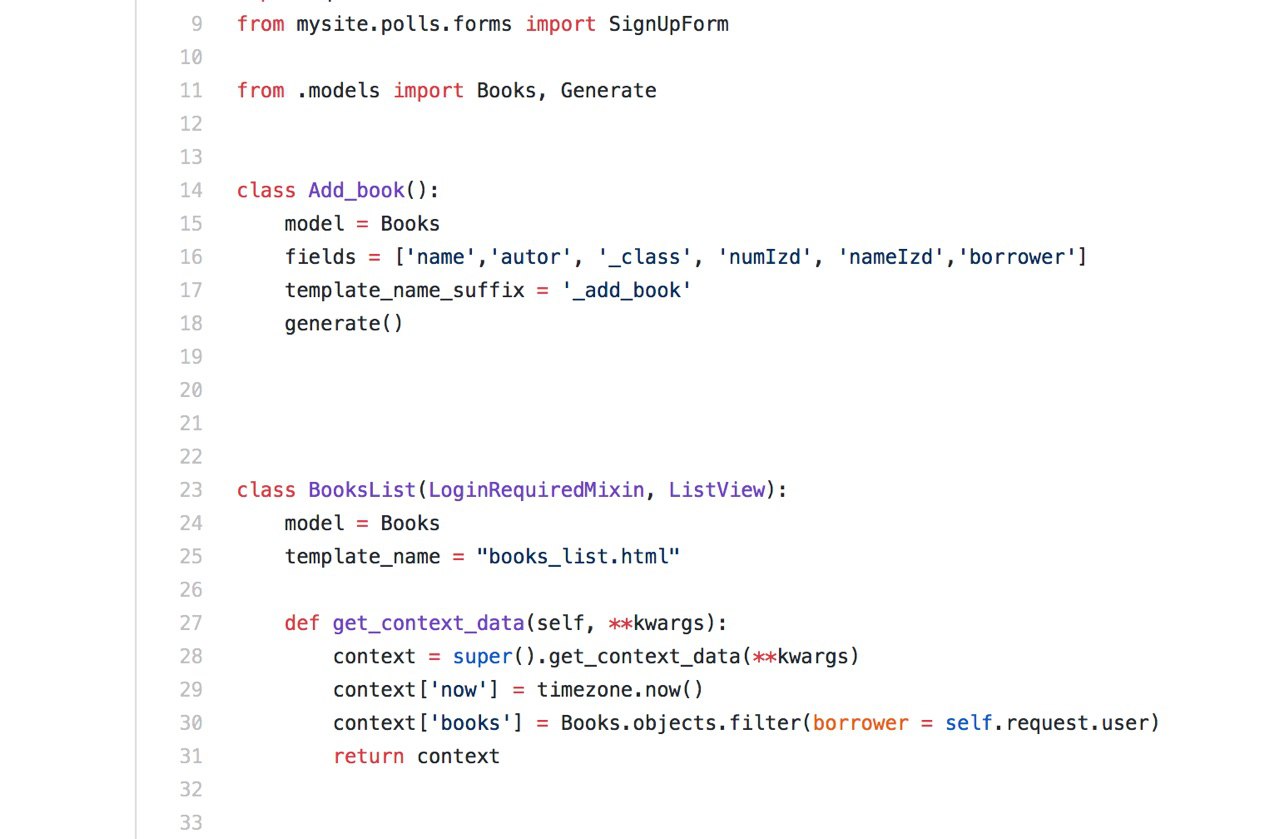 9 from mysite.polls.forms import SignUpForm
10
11 from .models import Books, Generate
12
13
14 class Add_book():
15     model = Books
16     fields = ['name','autor', '_class', 'numIzd', 'nameIzd','borrower']
17     template_name_suffix = '_add_book'
18     generate()
19
20
21
22
23 class BooksList(LoginRequiredMixin, ListView):
24     model = Books
25     template_name = "books_list.html"
26
27     def get_context_data(self, **kwargs):
28         context = super().get_context_data(**kwargs)
29         context['now'] = timezone.now()
30         context['books'] = Books.objects.filter(borrower = self.request.user)
31         return context
32
33